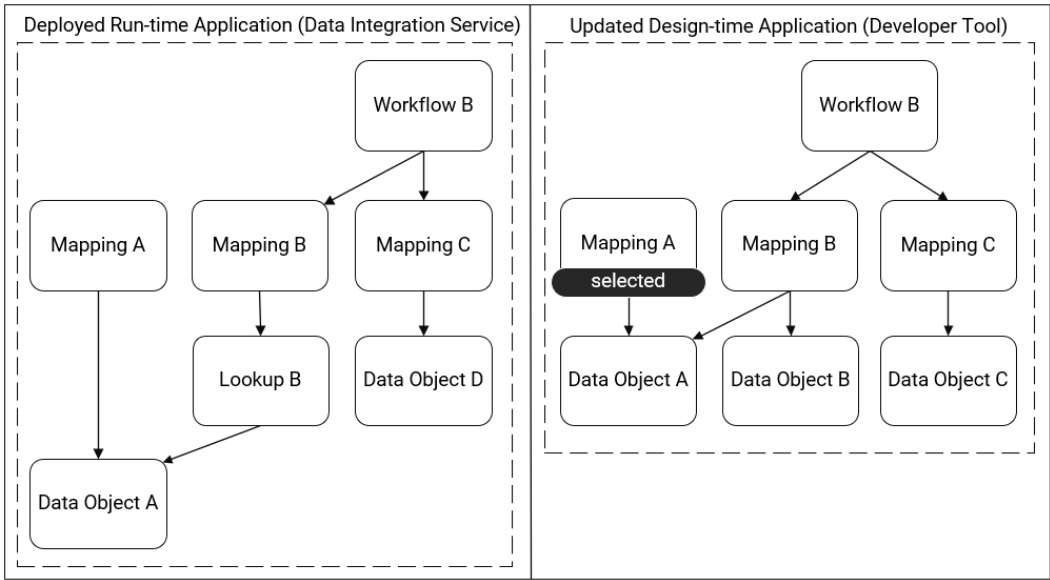 Deployed Run-time Application (Data Integration Service)
Workflow B
Mapping A
Mapping B
Mapping C
Lookup B
Data Object D
Data Object A
Updated Design-time Application (Developer Tool)
Workflow B
Mapping A
selected
Mapping B
Mapping C
Data Object A
Data Object B
Data Object C